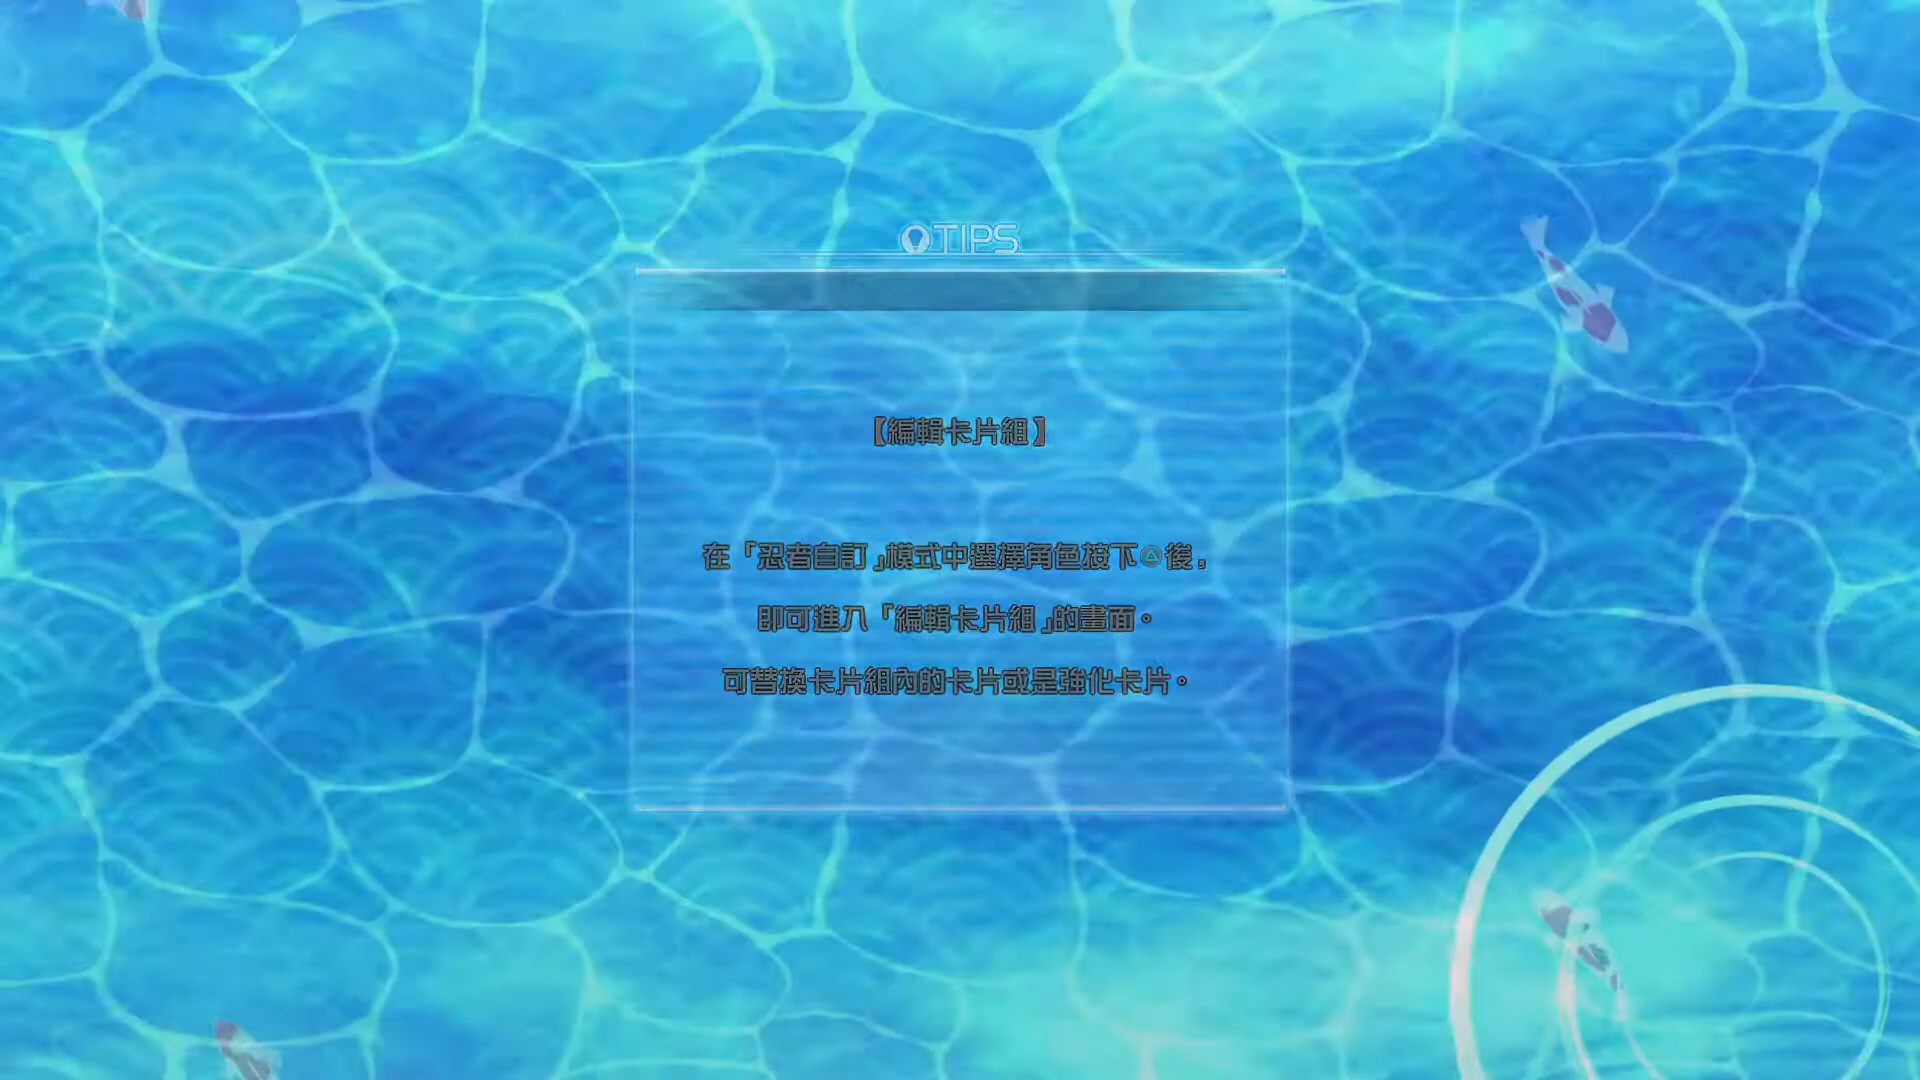 TIPS
【編輯卡片組】
在「忍者自訂」模式中選擇角色按下△後，
即可進入「編輯卡片組」的畫面。
可替換卡片組內的卡片或是強化卡片。